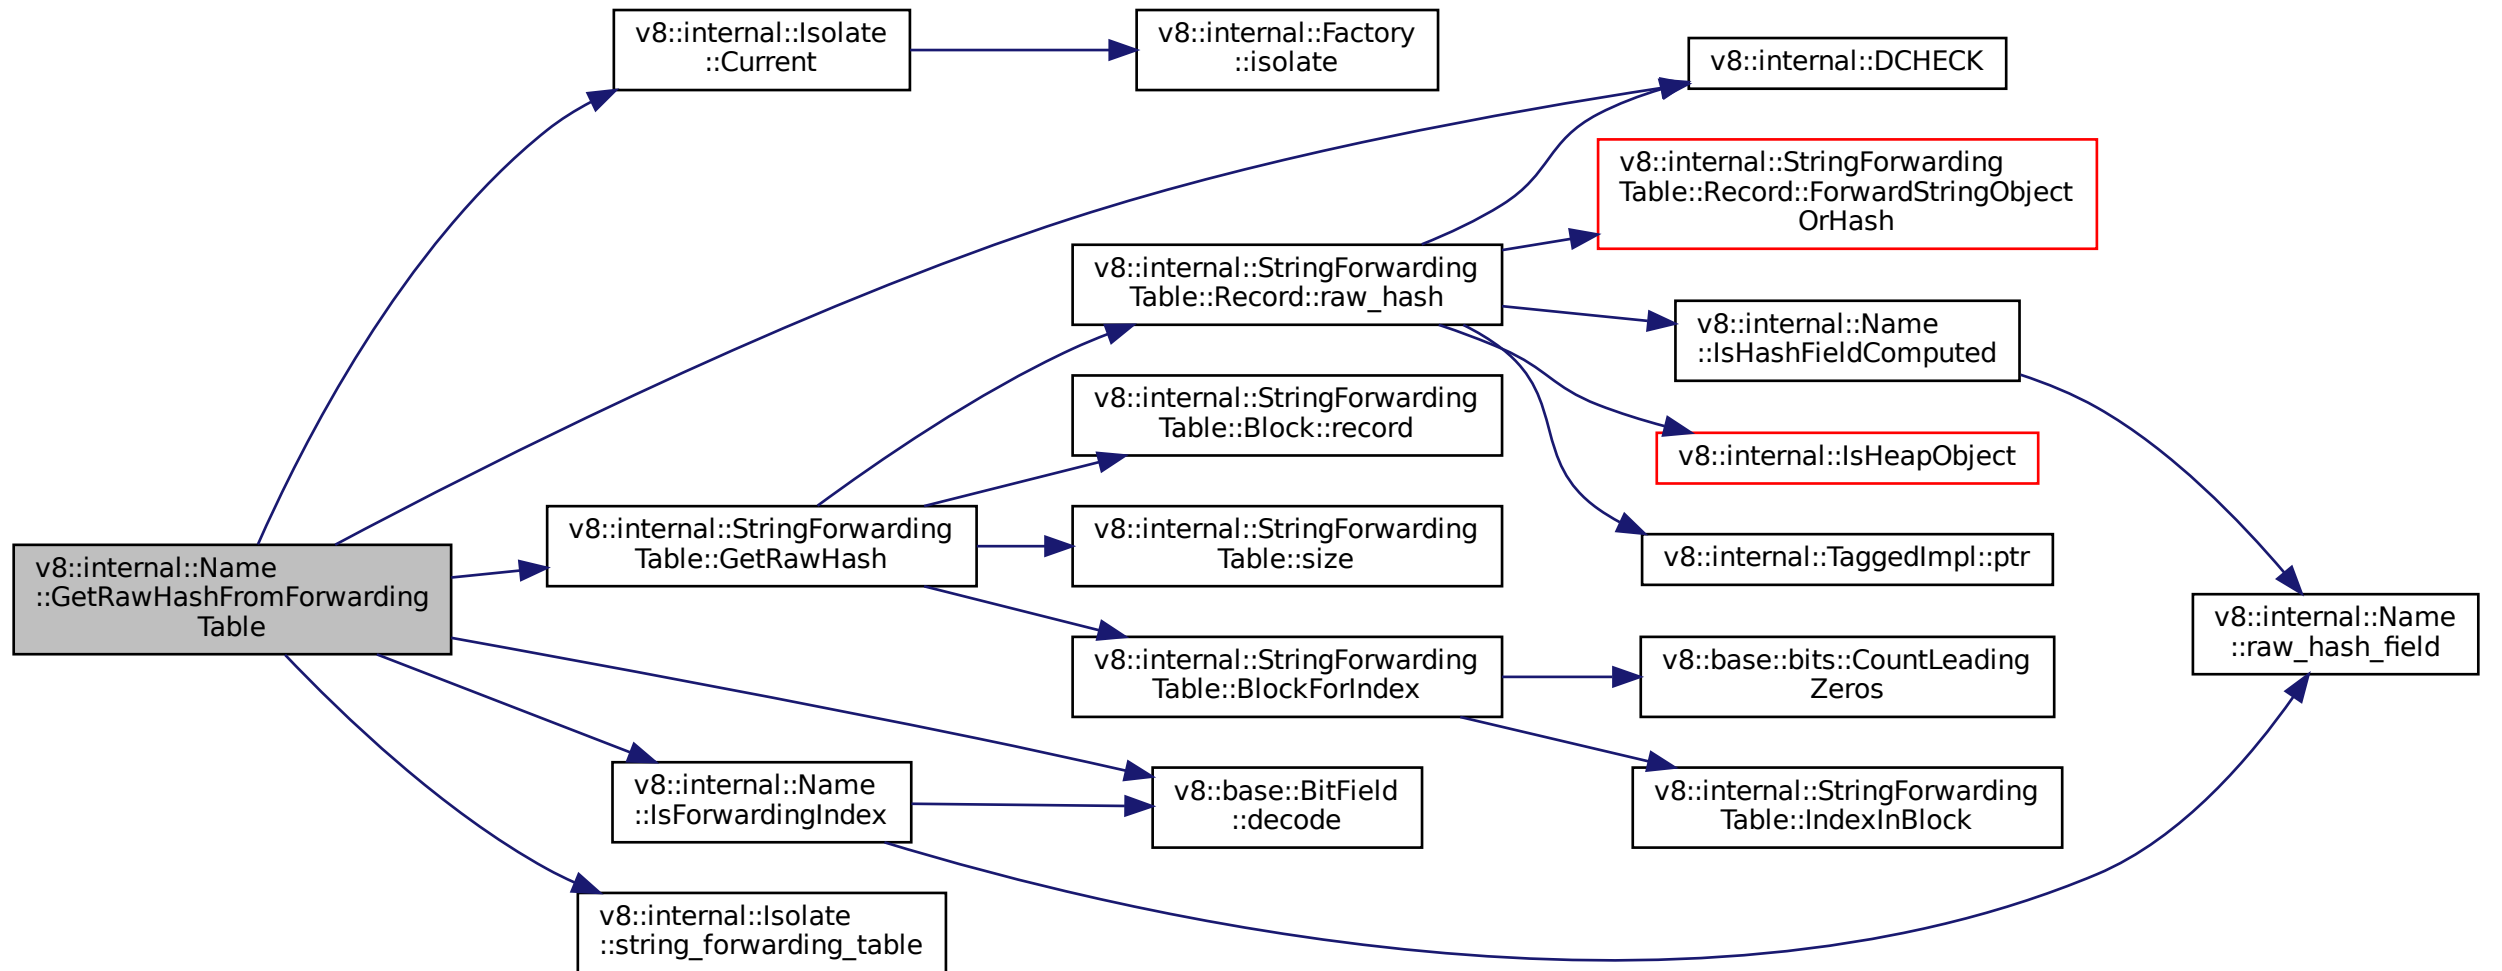 v8::internal::Name
::GetRawHashFromForwarding
Table
v8::internal::Isolate
::Current
v8::internal::Factory
::isolate
v8::internal::DCHECK
v8::internal::StringForwarding
Table::GetRawHash
v8::internal::StringForwarding
Table::Record::raw_hash
v8::internal::StringForwarding
Table::Record::ForwardStringObject
OrHash
v8::internal::Name
::IsHashFieldComputed
v8::internal::Name
::raw_hash_field
v8::internal::IsHeapObject
v8::internal::TaggedImpl::ptr
v8::internal::StringForwarding
Table::Block::record
v8::internal::StringForwarding
Table::size
v8::internal::StringForwarding
Table::BlockForIndex
v8::base::bits::CountLeading
Zeros
v8::internal::StringForwarding
Table::IndexInBlock
v8::base::BitField
::decode
v8::internal::Name
::IsForwardingIndex
v8::internal::Isolate
::string_forwarding_table